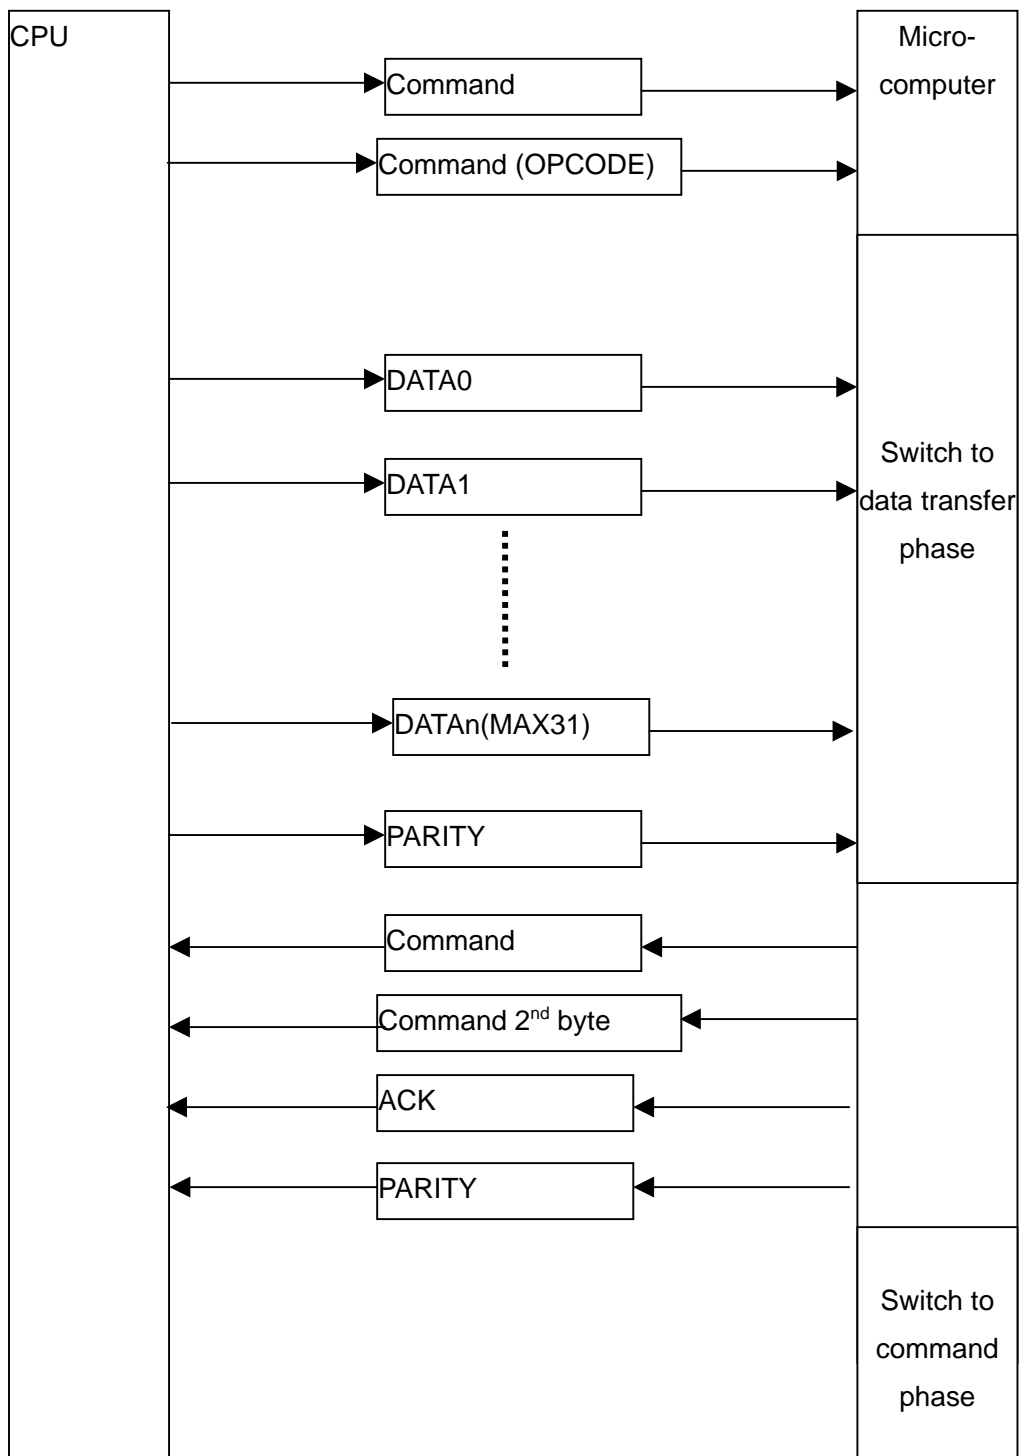 CPU
Micro-
computer
Command
Command (OPCODE)
DATA0
DATA1
Switch to
data transfer
phase
DATAn(MAX31)
PARITY
Command
Command 2nd byte
ACK
PARITY
Switch to
command
phase